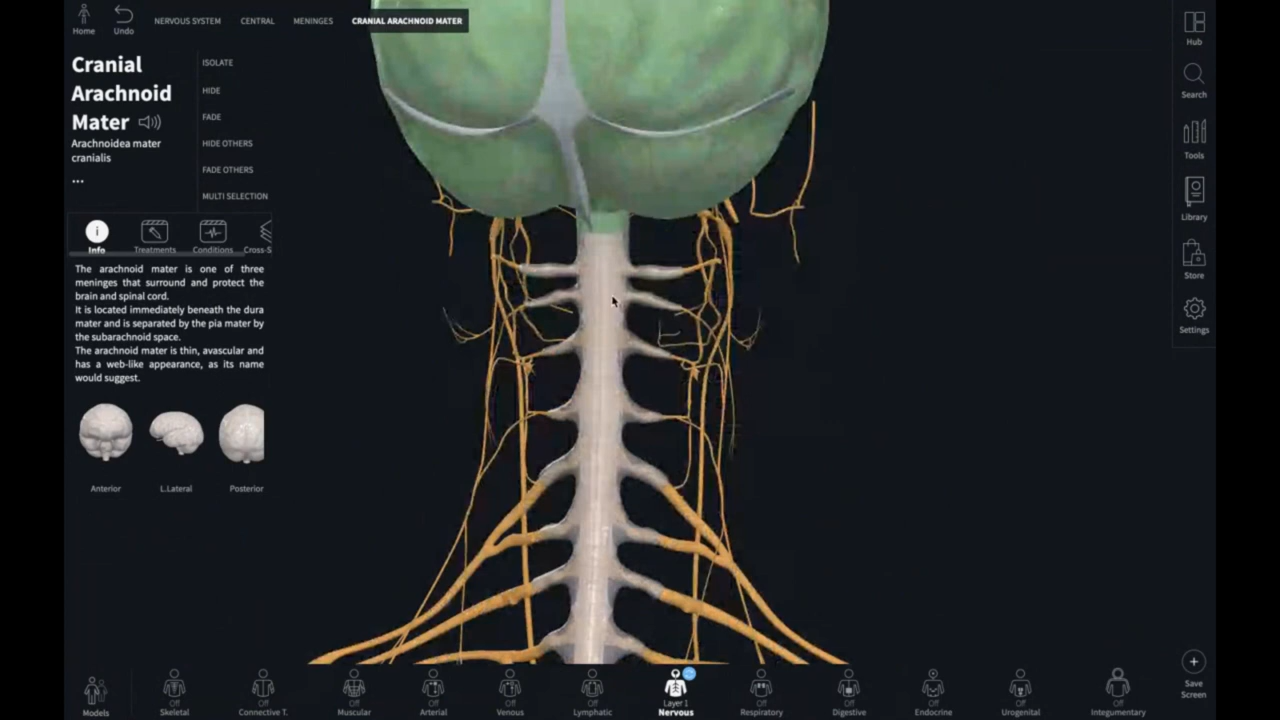 Home
Undo
NERVOUS SYSTEM
CENTRAL
MENINGES
CRANIAL ARACHNOID MATER
Cranial
Arachnoid
Mater
Arachnoidea mater
cranialis
...
ISOLATE
HIDE
FADE
HIDE OTHERS
FADE OTHERS
MULTI SELECTION
Info
Treatments
Conditions
Cross-S
The arachnoid mater is one of three
meninges that surround and protect the
brain and spinal cord.
It is located immediately beneath the dura
mater and is separated by the pia mater by
the subarachnoid space.
The arachnoid mater is thin, avascular and
has a web-like appearance, as its name
would suggest.
Anterior
L.Lateral
Posterior
Hub
Search
Tools
Library
Store
Settings
Save
Screen
Models
Off
Skeletal
Off
Connective T.
Off
Muscular
Off
Arterial
Off
Venous
Off
Lymphatic
Layer 1
Nervous
Off
Respiratory
Off
Digestive
Off
Endocrine
Off
Urogenital
Off
Integumentary